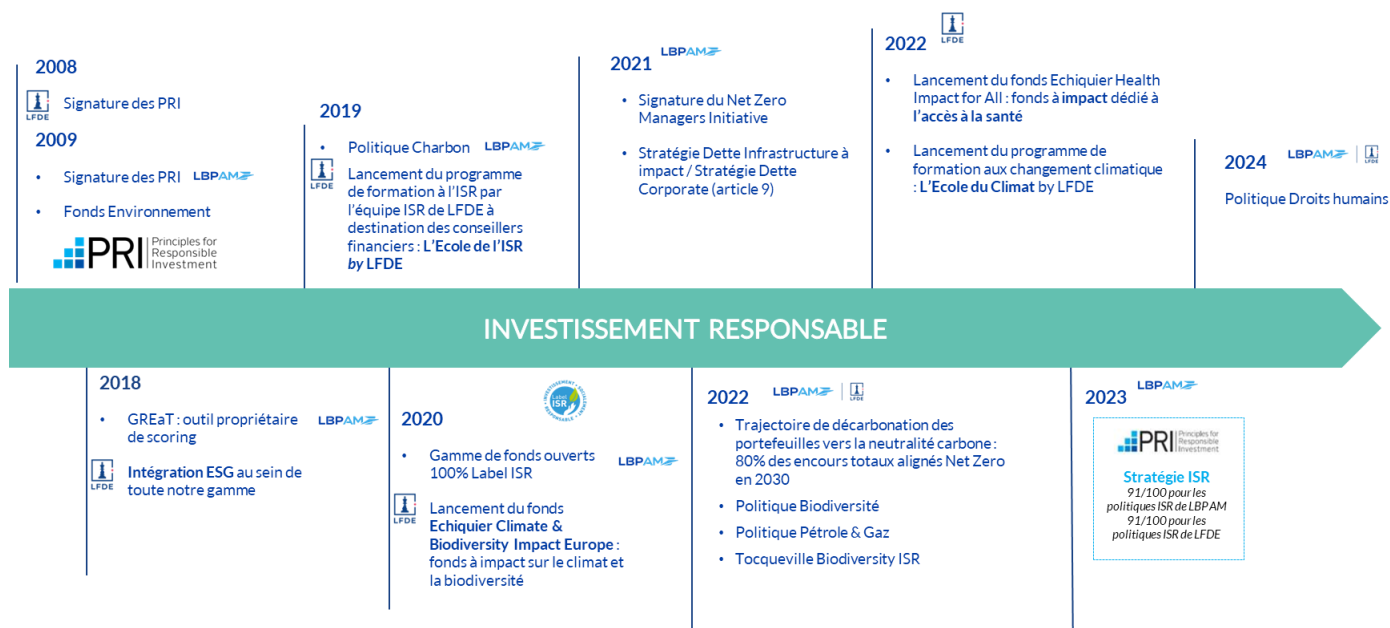 2008
LFDE
Signature des PRI
2009
• Signature des PRI LBPAM
• Fonds Environnement
PRI Principles for
Responsible
Investment
2019
• Politique Charbon LBPAM
LFDE
Lancement du programme
de formation à l'ISR par
l'équipe ISR de LFDE à
destination des conseillers
financiers : L'Ecole de l'ISR
by LFDE
LBPAM
2021
• Signature du Net Zero
Managers Initiative
• Stratégie Dette Infrastructure à
impact / Stratégie Dette
Corporate (article 9)
LFDE
2022
• Lancement du fonds Echiquier Health
Impact for All : fonds à impact dédié à
l'accès à la santé
• Lancement du programme de
formation aux changement climatique
: L'Ecole du Climat by LFDE
2024 LBPAM | LFDE
Politique Droits humains
INVESTISSEMENT RESPONSABLE
2018
• GREaT : outil propriétaire LBPAM
de scoring
LFDE
Intégration ESG au sein de
toute notre gamme
INVESTISSEMENT SOCIALEMENT RESPONSABLE
Label
ISR
2020
• Gamme de fonds ouverts
100% Label ISR
LBPAM
LFDE
Lancement du fonds
Echiquier Climate &
Biodiversity Impact Europe :
fonds à impact sur le climat et
la biodiversité
2022 LBPAM | LFDE
• Trajectoire de décarbonation des
portefeuilles vers la neutralité carbone :
80% des encours totaux alignés Net Zero
en 2030
• Politique Biodiversité
• Politique Pétrole & Gaz
• Tocqueville Biodiversity ISR
2023 LBPAM
PRI Principles for
Responsible
Investment
Stratégie ISR
91/100 pour les
politiques ISR de LBP AM
91/100 pour les
politiques ISR de LFDE